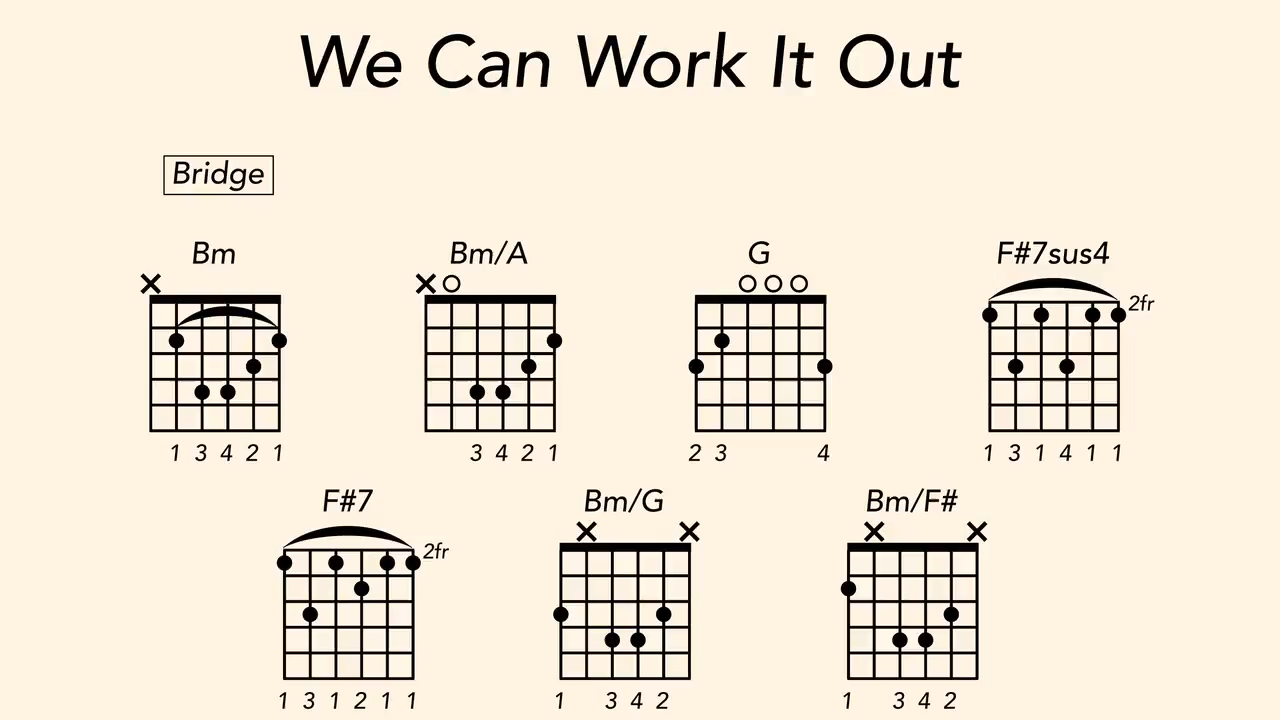 We Can Work It Out
Bridge
Bm Bm/A G F#7sus4
2fr
1 3 4 2 1 3 4 2 1 2 3 4 1 3 1 4 1 1
F#7 Bm/G Bm/F#
2fr
1 3 1 2 1 1 1 3 4 2 1 3 4 2